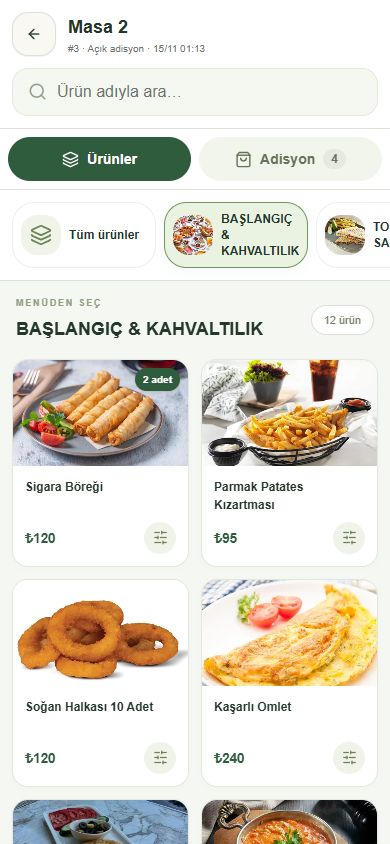 Masa 2
#3 · Açık adisyon · 15/11 01:13
Ürün adıyla ara...
Ürünler
Adisyon 4
Tüm ürünler
BAŞLANGIÇ
&
KAHVALTILIK
TO
SA
MENÜDEN SEÇ
BAŞLANGIÇ & KAHVALTILIK
12 ürün
2 adet
Sigara Böreği
₺120
Parmak Patates
Kızartması
₺95
Soğan Halkası 10 Adet
₺120
Kaşarlı Omlet
₺240